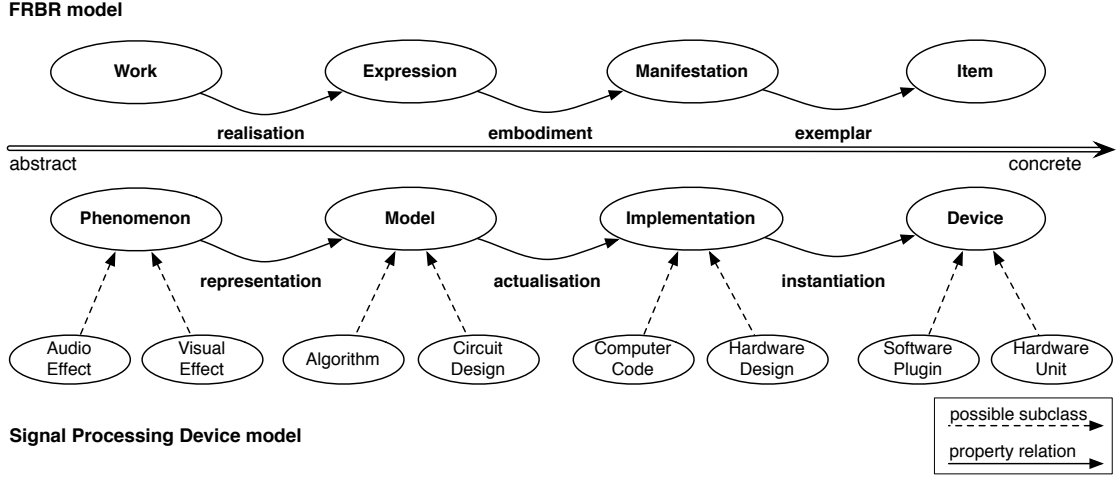 FRBR model
Work Expression Manifestation Item
realisation embodiment exemplar
abstract concrete
Phenomenon Model Implementation Device
representation actualisation instantiation
Audio Effect
Visual Effect
Algorithm
Circuit Design
Computer Code
Hardware Design
Software Plugin
Hardware Unit
possible subclass
Signal Processing Device model
property relation